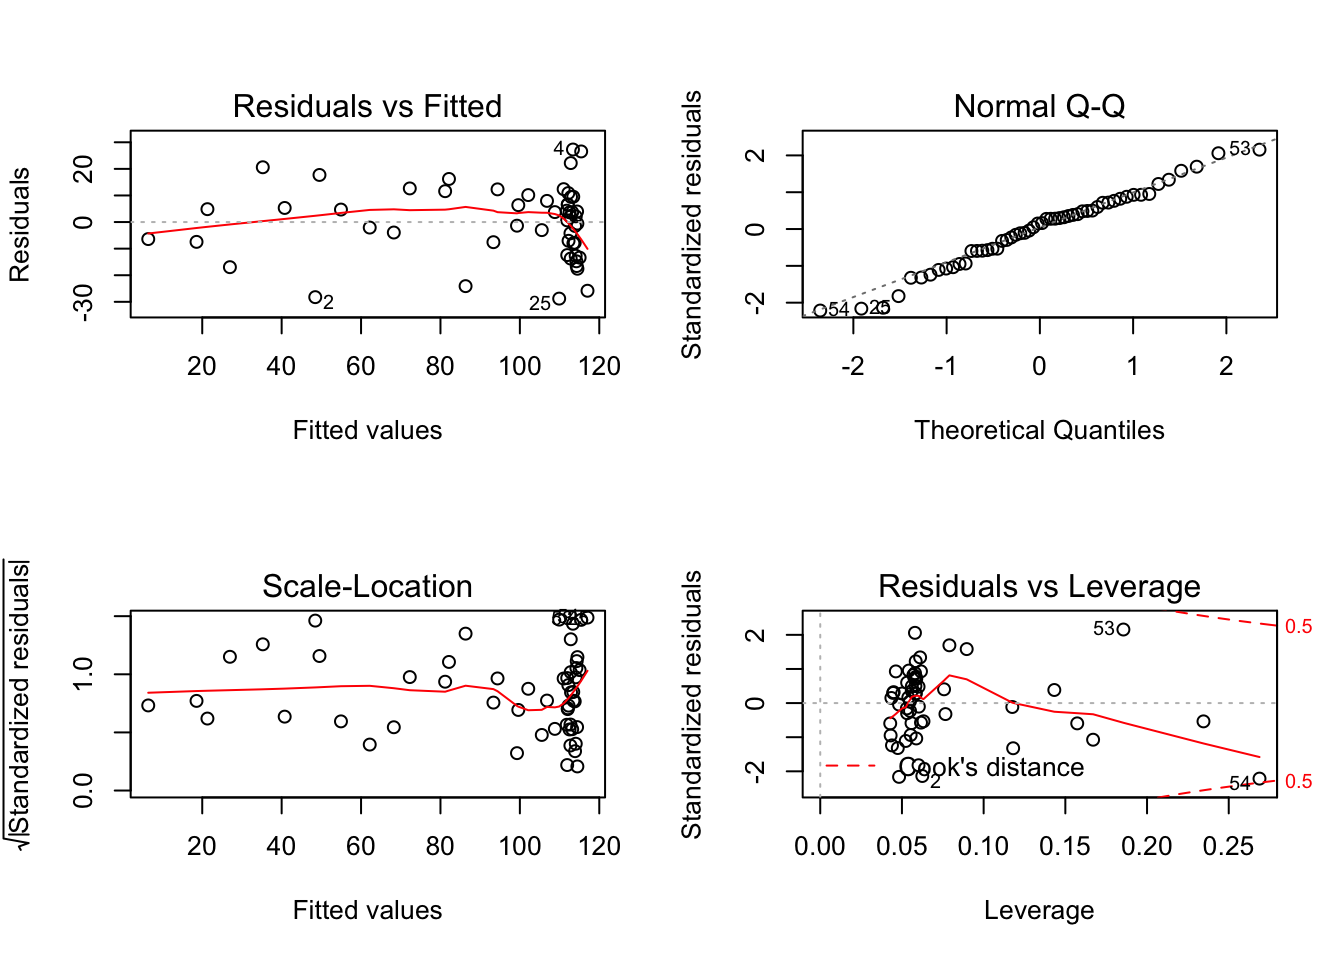 Residuals vs Fitted
Residuals
20
0
-30
4
2
25
20 40 60 80 100 120
Fitted values
Normal Q-Q
Standardized residuals
2
0
-2
53
54
25
-2 -1 0 1 2
Theoretical Quantiles
Scale-Location
√|Standardized residuals|
1.0
0.0
20 40 60 80 100 120
Fitted values
Residuals vs Leverage
Standardized residuals
2
0
-2
53
0.5
Cook's distance
2
54
0.5
0.00 0.05 0.10 0.15 0.20 0.25
Leverage